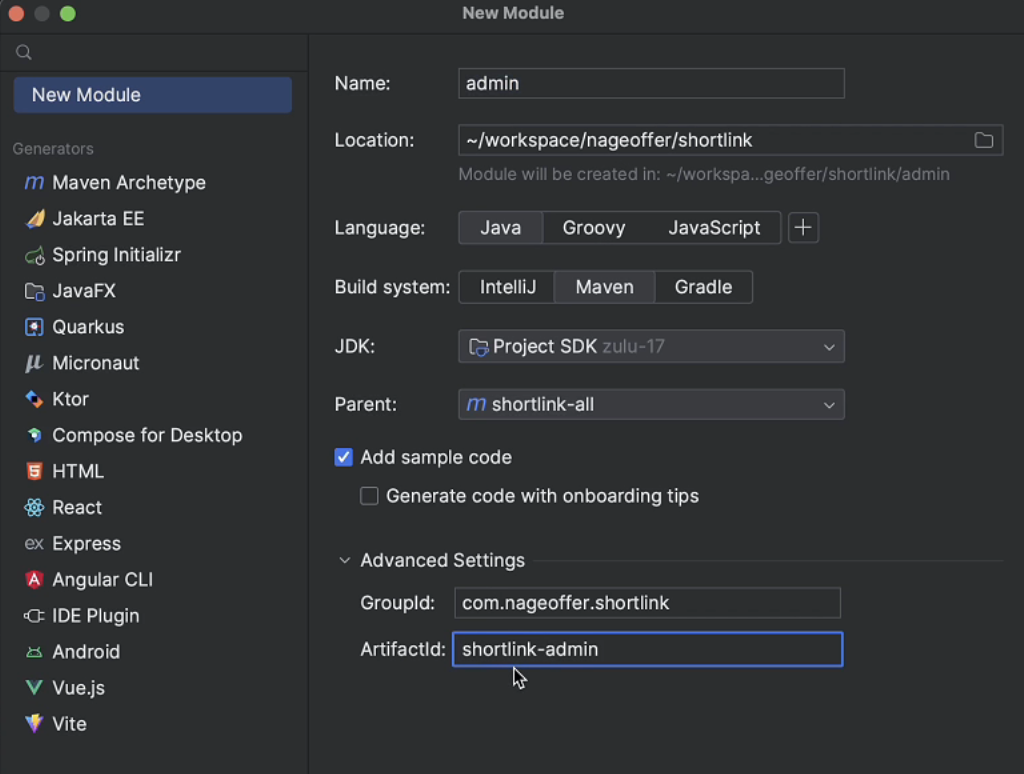 New Module
New Module
Generators
Maven Archetype
Jakarta EE
Spring Initializr
JavaFX
Quarkus
Micronaut
Ktor
Compose for Desktop
HTML
React
ex Express
Angular CLI
IDE Plugin
Android
Vue.js
Vite
Name: admin
Location: ~/workspace/nageoffer/shortlink
Module will be created in: ~/workspa...geoffer/shortlink/admin
Language: Java Groovy JavaScript
Build system: IntelliJ Maven Gradle
JDK: Project SDK zulu-17
Parent: m shortlink-all
Add sample code
Generate code with onboarding tips
Advanced Settings
GroupId: com.nageoffer.shortlink
ArtifactId: shortlink-admin